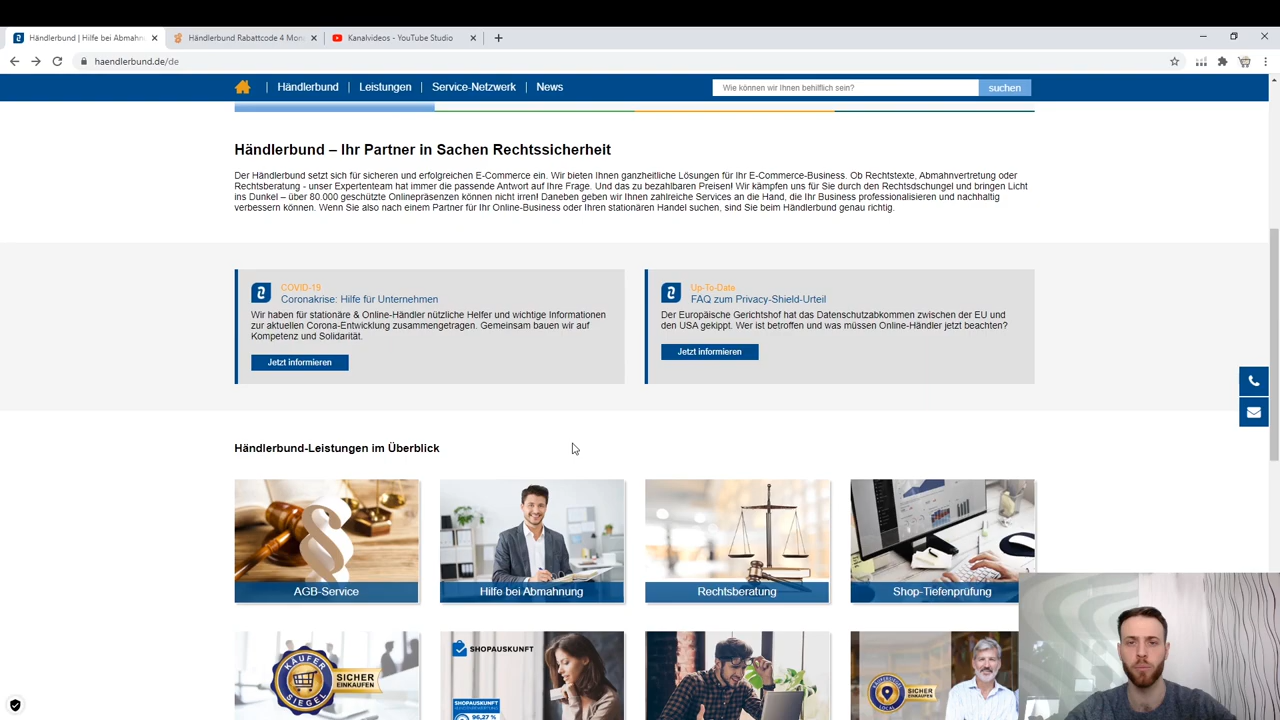 Händlerbund | Hilfe bei Abmahn
Händlerbund Rabattcode 4 Mon
Kanalvideos - YouTube Studio
haendlerbund.de/de
Händlerbund
Leistungen
Service-Netzwerk
News
Wie können wir Ihnen behilflich sein?
suchen
Händlerbund – Ihr Partner in Sachen Rechtssicherheit
Der Händlerbund setzt sich für sicheren und erfolgreichen E-Commerce ein. Wir bieten Ihnen ganzheitliche Lösungen für Ihr E-Commerce-Business. Ob Rechtstexte, Abmahnvertretung oder
Rechtsberatung - unser Expertenteam hat immer die passende Antwort auf Ihre Frage. Und das zu bezahlbaren Preisen! Wir kämpfen uns für Sie durch den Rechtsdschungel und bringen Licht
ins Dunkel – über 80.000 geschützte Onlinepräsenzen können nicht irren! Daneben geben wir Ihnen zahlreiche Services an die Hand, die Ihr Business professionalisieren und nachhaltig
verbessern können. Wenn Sie also nach einem Partner für Ihr Online-Business oder Ihren stationären Handel suchen, sind Sie beim Händlerbund genau richtig.
COVID-19
Coronakrise: Hilfe für Unternehmen
Wir haben für stationäre & Online-Händler nützliche Helfer und wichtige Informationen
zur aktuellen Corona-Entwicklung zusammengetragen. Gemeinsam bauen wir auf
Kompetenz und Solidarität.
Jetzt informieren
Up-To-Date
FAQ zum Privacy-Shield-Urteil
Der Europäische Gerichtshof hat das Datenschutzabkommen zwischen der EU und
den USA gekippt. Wer ist betroffen und was müssen Online-Händler jetzt beachten?
Jetzt informieren
Händlerbund-Leistungen im Überblick
AGB-Service
Hilfe bei Abmahnung
Rechtsberatung
Shop-Tiefenprüfung
KÄUFER
SIEGEL
SICHER
EINKAUFEN
SHOPAUSKUNFT
96,27 %
SICHER
EINKAUFEN